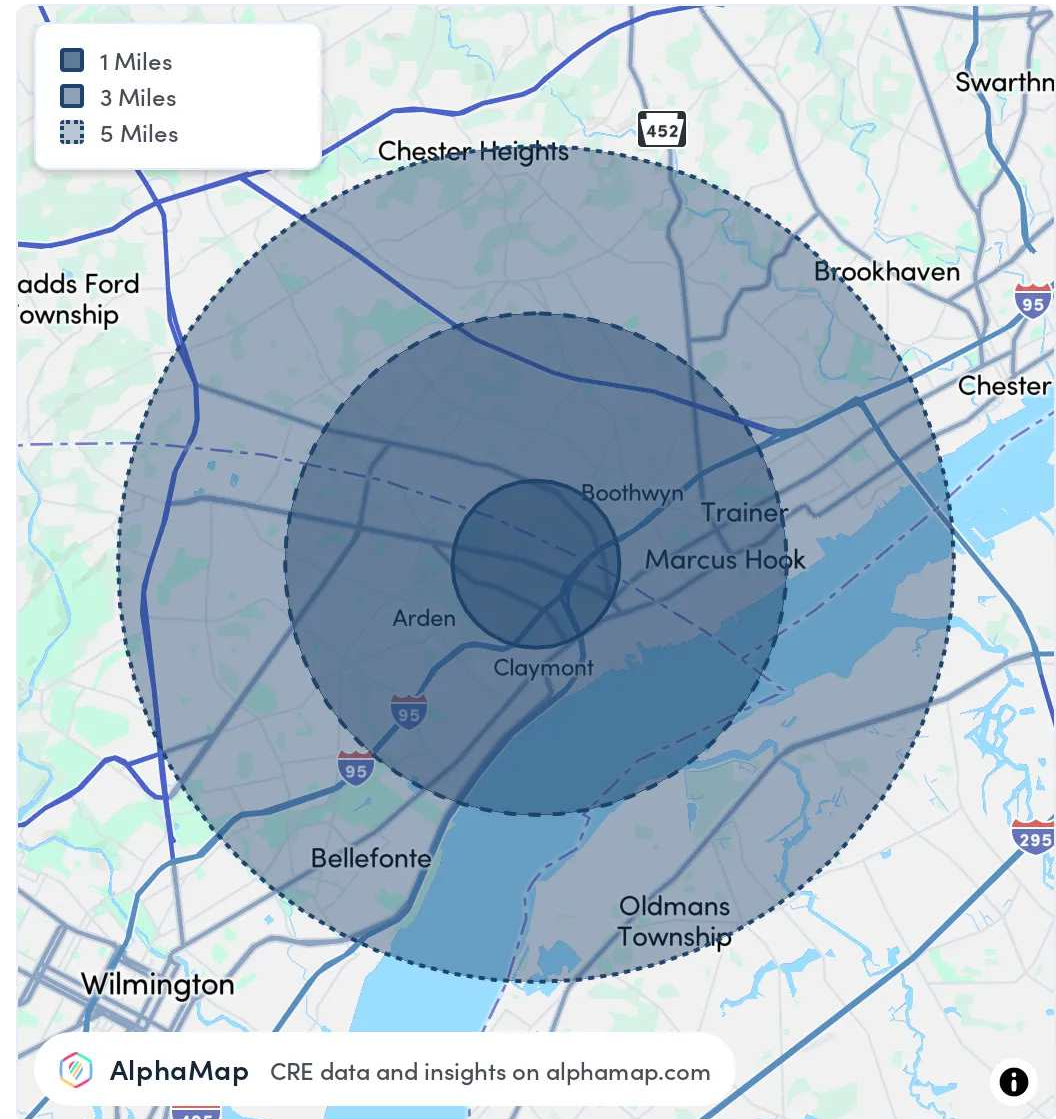 1 Miles
3 Miles
5 Miles
Swarthn
452
Chester Heights
adds Ford
ownship
Brookhaven
95
Chester
Boothwyn
Trainer
Marcus Hook
Arden
Claymont
95
95
295
Bellefonte
Oldmans
Township
Wilmington
AlphaMap CRE data and insights on alphamap.com